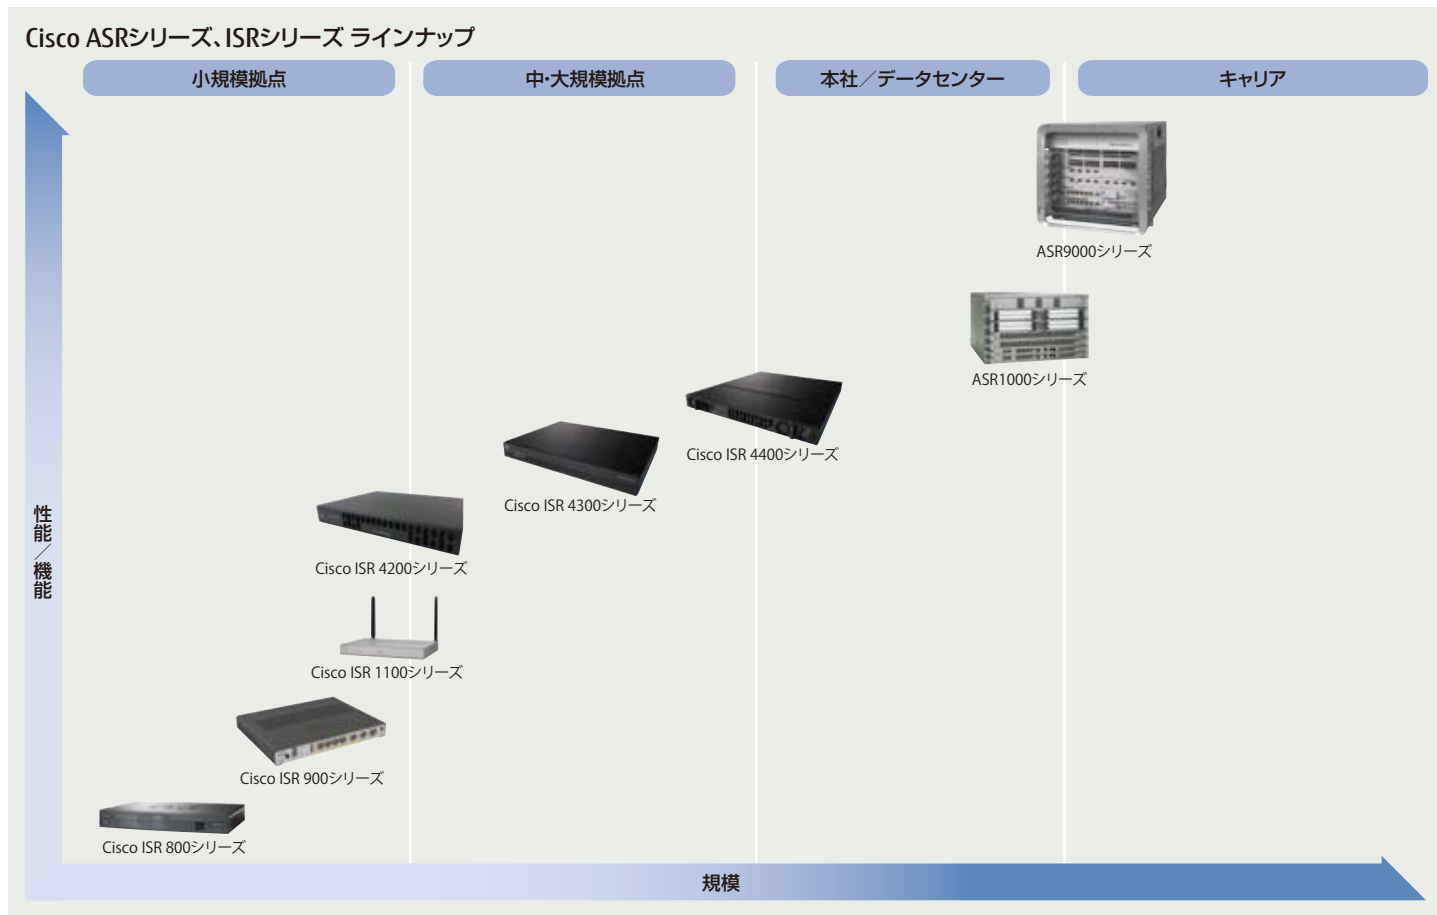 Cisco ASRシリーズ、ISRシリーズ ラインナップ
小規模拠点
中・大規模拠点
本社／データセンター
キャリア
ASR9000シリーズ
ASR1000シリーズ
Cisco ISR 4400シリーズ
Cisco ISR 4300シリーズ
Cisco ISR 4200シリーズ
Cisco ISR 1100シリーズ
Cisco ISR 900シリーズ
Cisco ISR 800シリーズ
性能／機能
規模